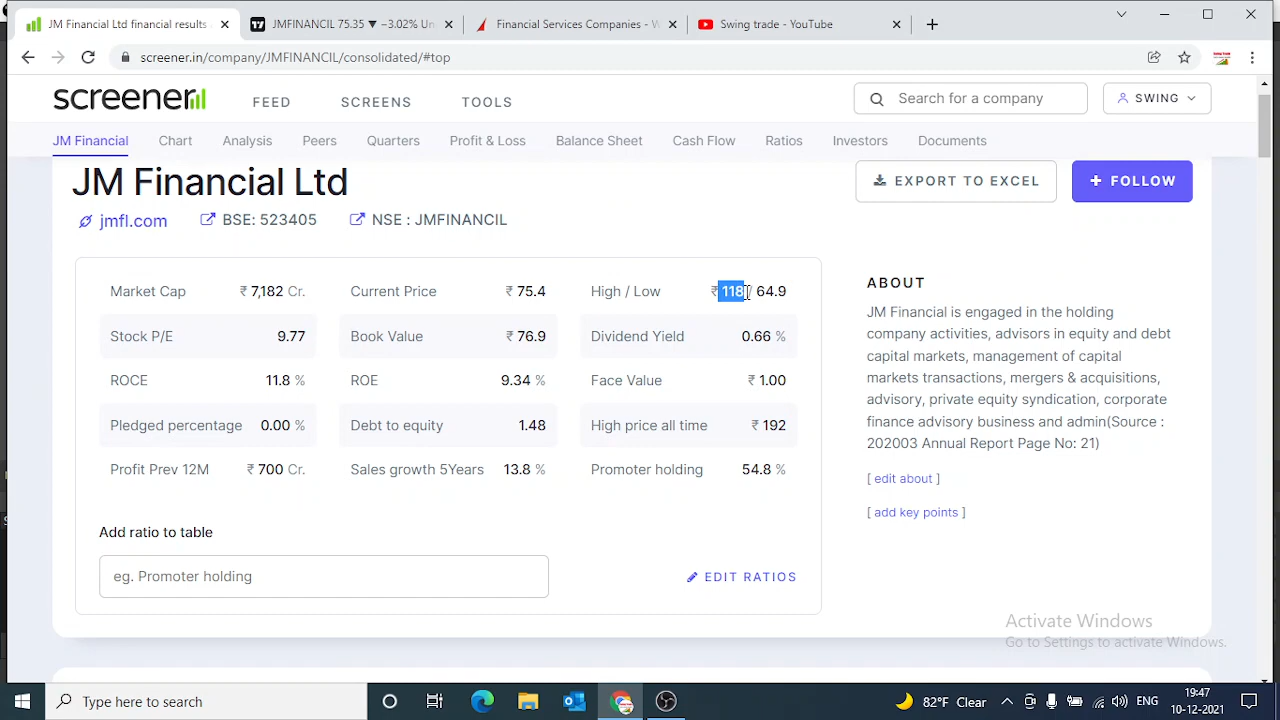 JM Financial Ltd financial results
JMFINANCIL 75.35 ▼ −3.02% Un
Financial Services Companies - W
Swing trade - YouTube
screener.in/company/JMFINANCIL/consolidated/#top
screener
FEED
SCREENS
TOOLS
Search for a company
SWING
JM Financial
Chart
Analysis
Peers
Quarters
Profit & Loss
Balance Sheet
Cash Flow
Ratios
Investors
Documents
JM Financial Ltd
EXPORT TO EXCEL
+ FOLLOW
jmfl.com
BSE: 523405
NSE : JMFINANCIL
Market Cap ₹ 7,182 Cr.
Current Price ₹ 75.4
High / Low ₹ 118 / 64.9
Stock P/E 9.77
Book Value ₹ 76.9
Dividend Yield 0.66 %
ROCE 11.8 %
ROE 9.34 %
Face Value ₹ 1.00
Pledged percentage 0.00 %
Debt to equity 1.48
High price all time ₹ 192
Profit Prev 12M ₹ 700 Cr.
Sales growth 5Years 13.8 %
Promoter holding 54.8 %
Add ratio to table
eg. Promoter holding
EDIT RATIOS
ABOUT
JM Financial is engaged in the holding
company activities, advisors in equity and debt
capital markets, management of capital
markets transactions, mergers & acquisitions,
advisory, private equity syndication, corporate
finance advisory business and admin(Source :
202003 Annual Report Page No: 21)
[ edit about ]
[ add key points ]
Activate Windows
Go to Settings to activate Windows.
Type here to search
82°F Clear
ENG
19:47
10-12-2021